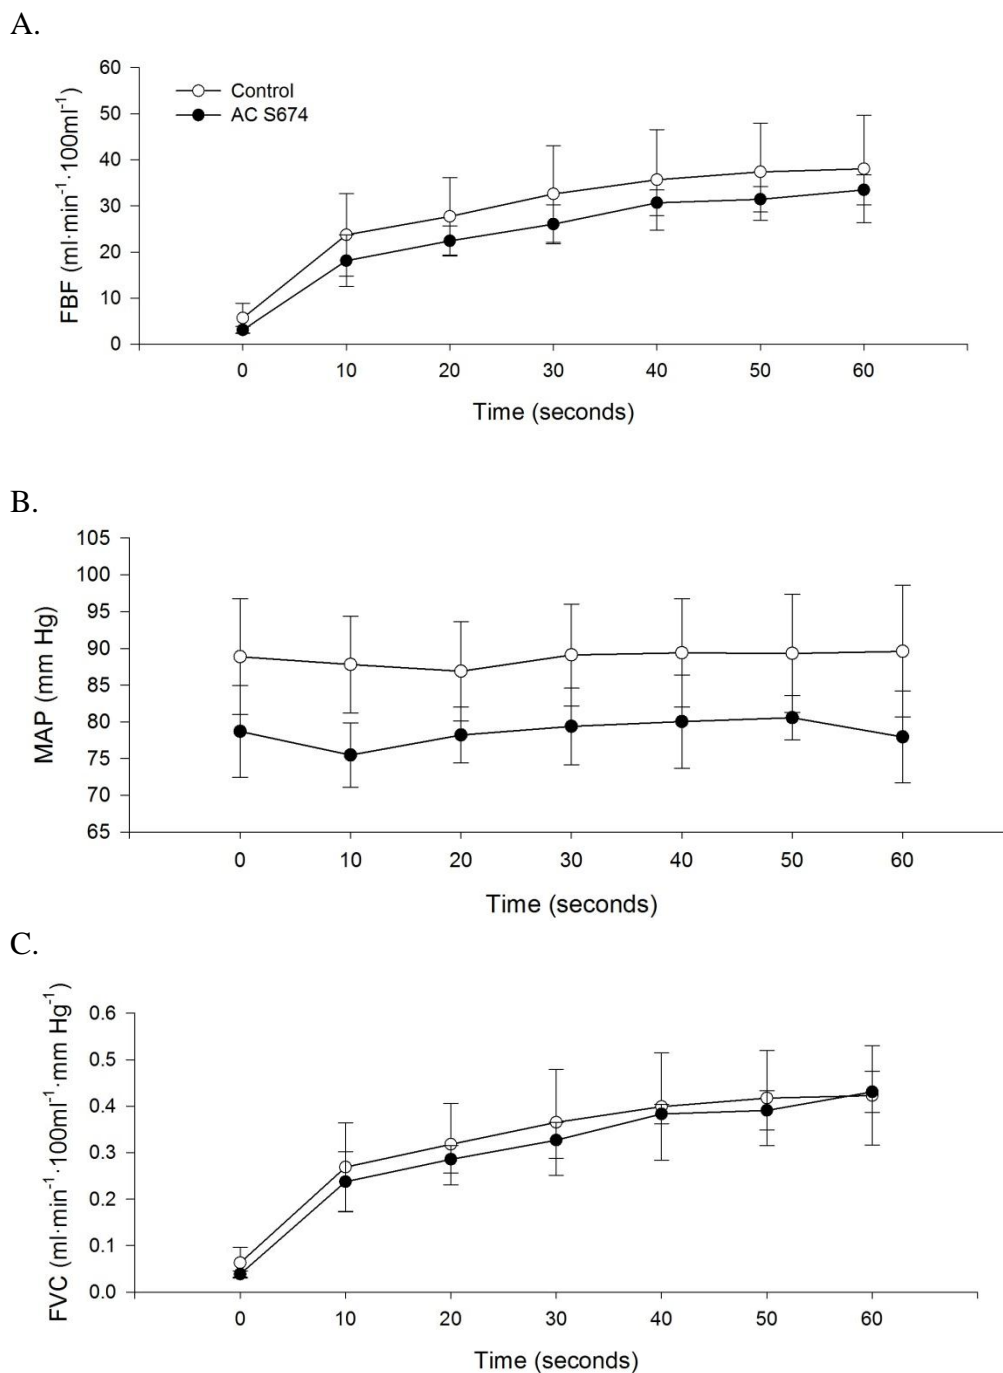 A.
FBF (ml·min⁻¹·100ml⁻¹)
60
50
40
30
20
10
0
Control
AC S674
0 10 20 30 40 50 60
Time (seconds)
B.
MAP (mm Hg)
105
100
95
90
85
80
75
70
65
0 10 20 30 40 50 60
Time (seconds)
C.
FVC (ml·min⁻¹·100ml⁻¹·mm Hg⁻¹)
0.6
0.5
0.4
0.3
0.2
0.1
0.0
0 10 20 30 40 50 60
Time (seconds)